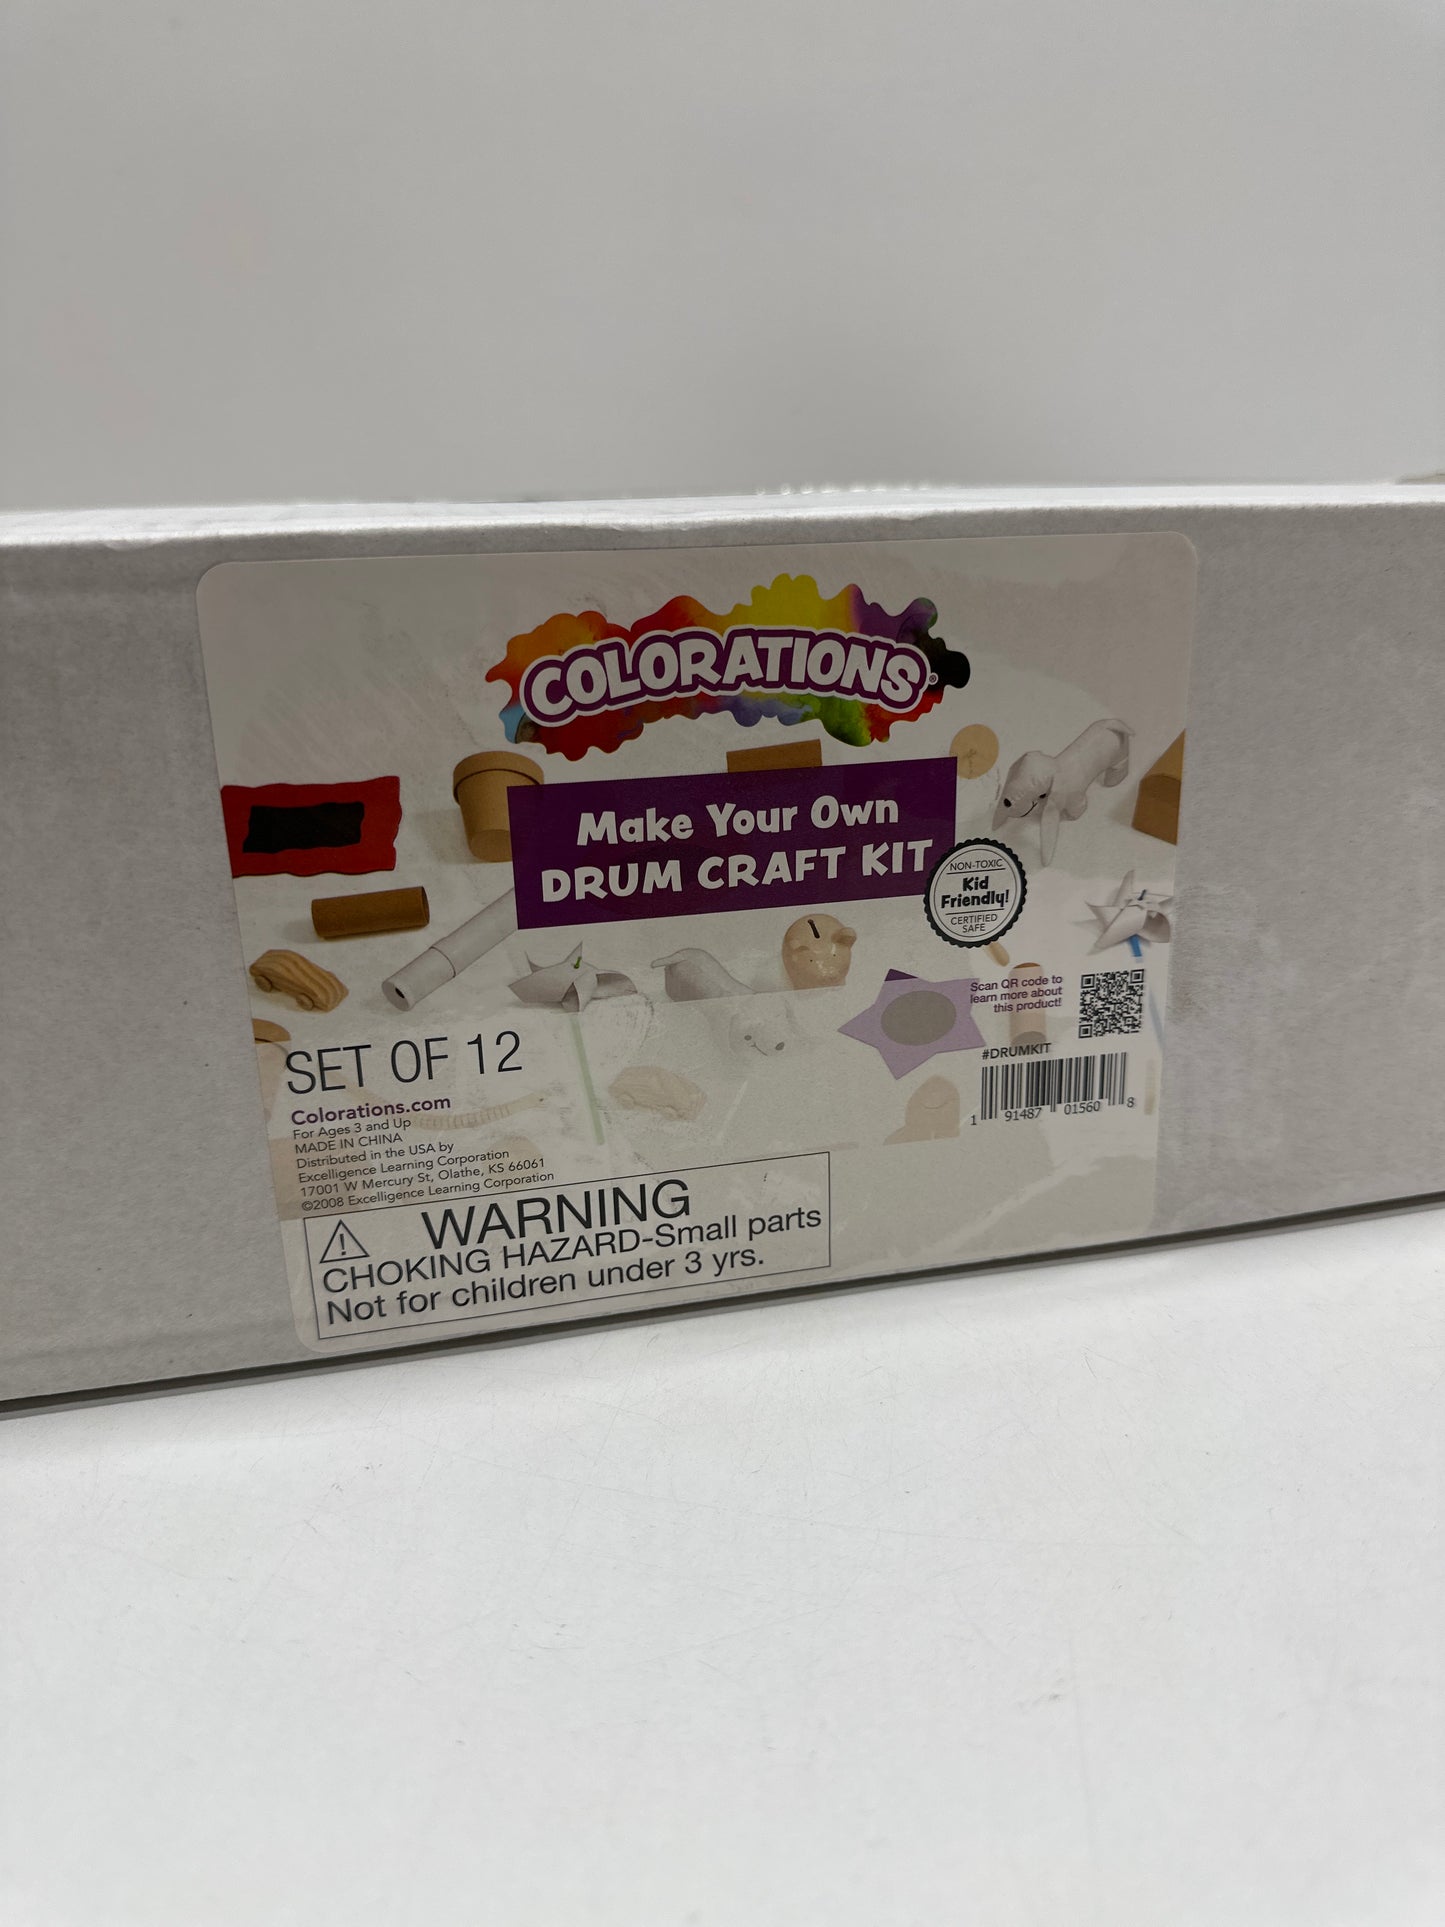 COLORATIONS®
Make Your Own
DRUM CRAFT KIT
NON-TOXIC
Kid
Friendly!
CERTIFIED
SAFE
Scan QR code to
learn more about
this product!
#DRUMKIT
1 91487 01560 8
SET OF 12
Colorations.com
For Ages 3 and Up
MADE IN CHINA
Distributed in the USA by
Excelligence Learning Corporation
17001 W Mercury St, Olathe, KS 66061
©2008 Excelligence Learning Corporation
WARNING
CHOKING HAZARD-Small parts
Not for children under 3 yrs.